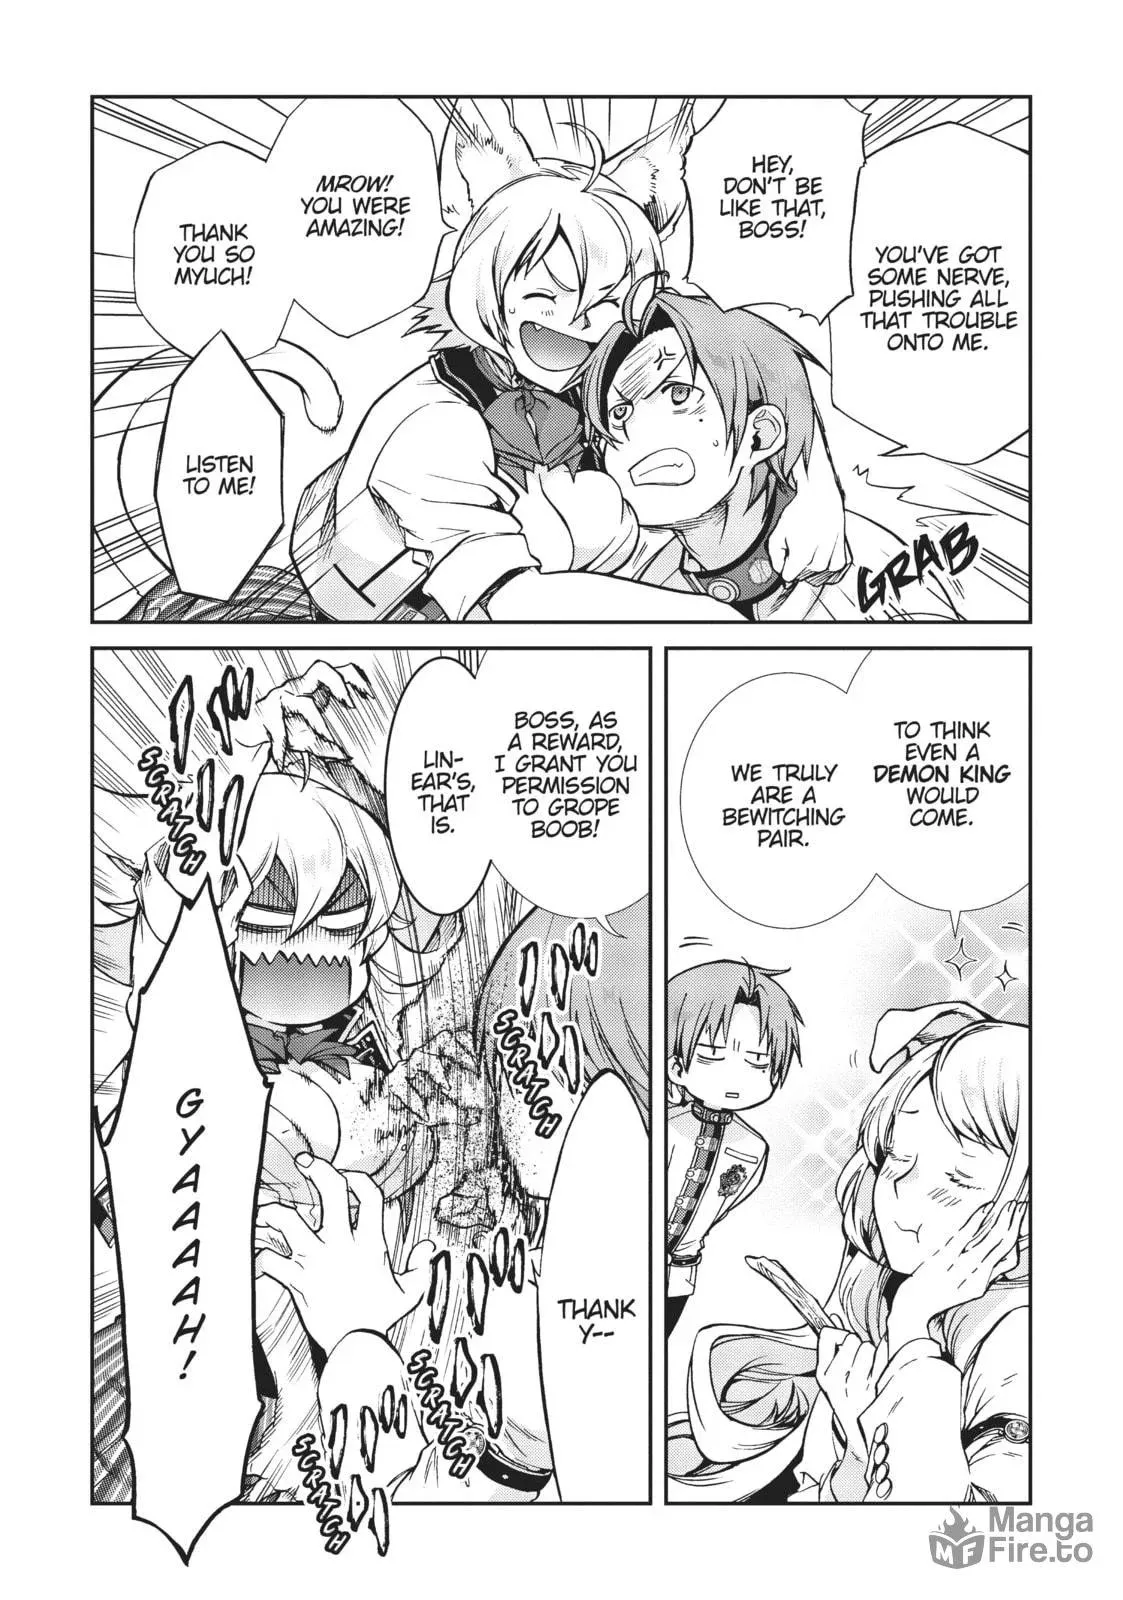 YOU'VE GOT
SOME NERVE,
PUSHING ALL
THAT TROUBLE
ONTO ME.
HEY,
DON'T BE
LIKE THAT,
BOSS!
MROW!
YOU WERE
AMAZING!
THANK
YOU SO
MYUCH!
LISTEN
TO ME!
GRAB
TO THINK
EVEN A
DEMON KING
WOULD
COME.
WE TRULY
ARE A
BEWITCHING
PAIR.
BOSS, AS
A REWARD,
I GRANT YOU
PERMISSION
TO GROPE
BOOB!
LIN-
EAR'S,
THAT
IS.
THANK
Y--
SCRATCH
SCRATCH
SCRATCH
SCRATCH
GYAAAAH!
Manga
Fire.to
MF